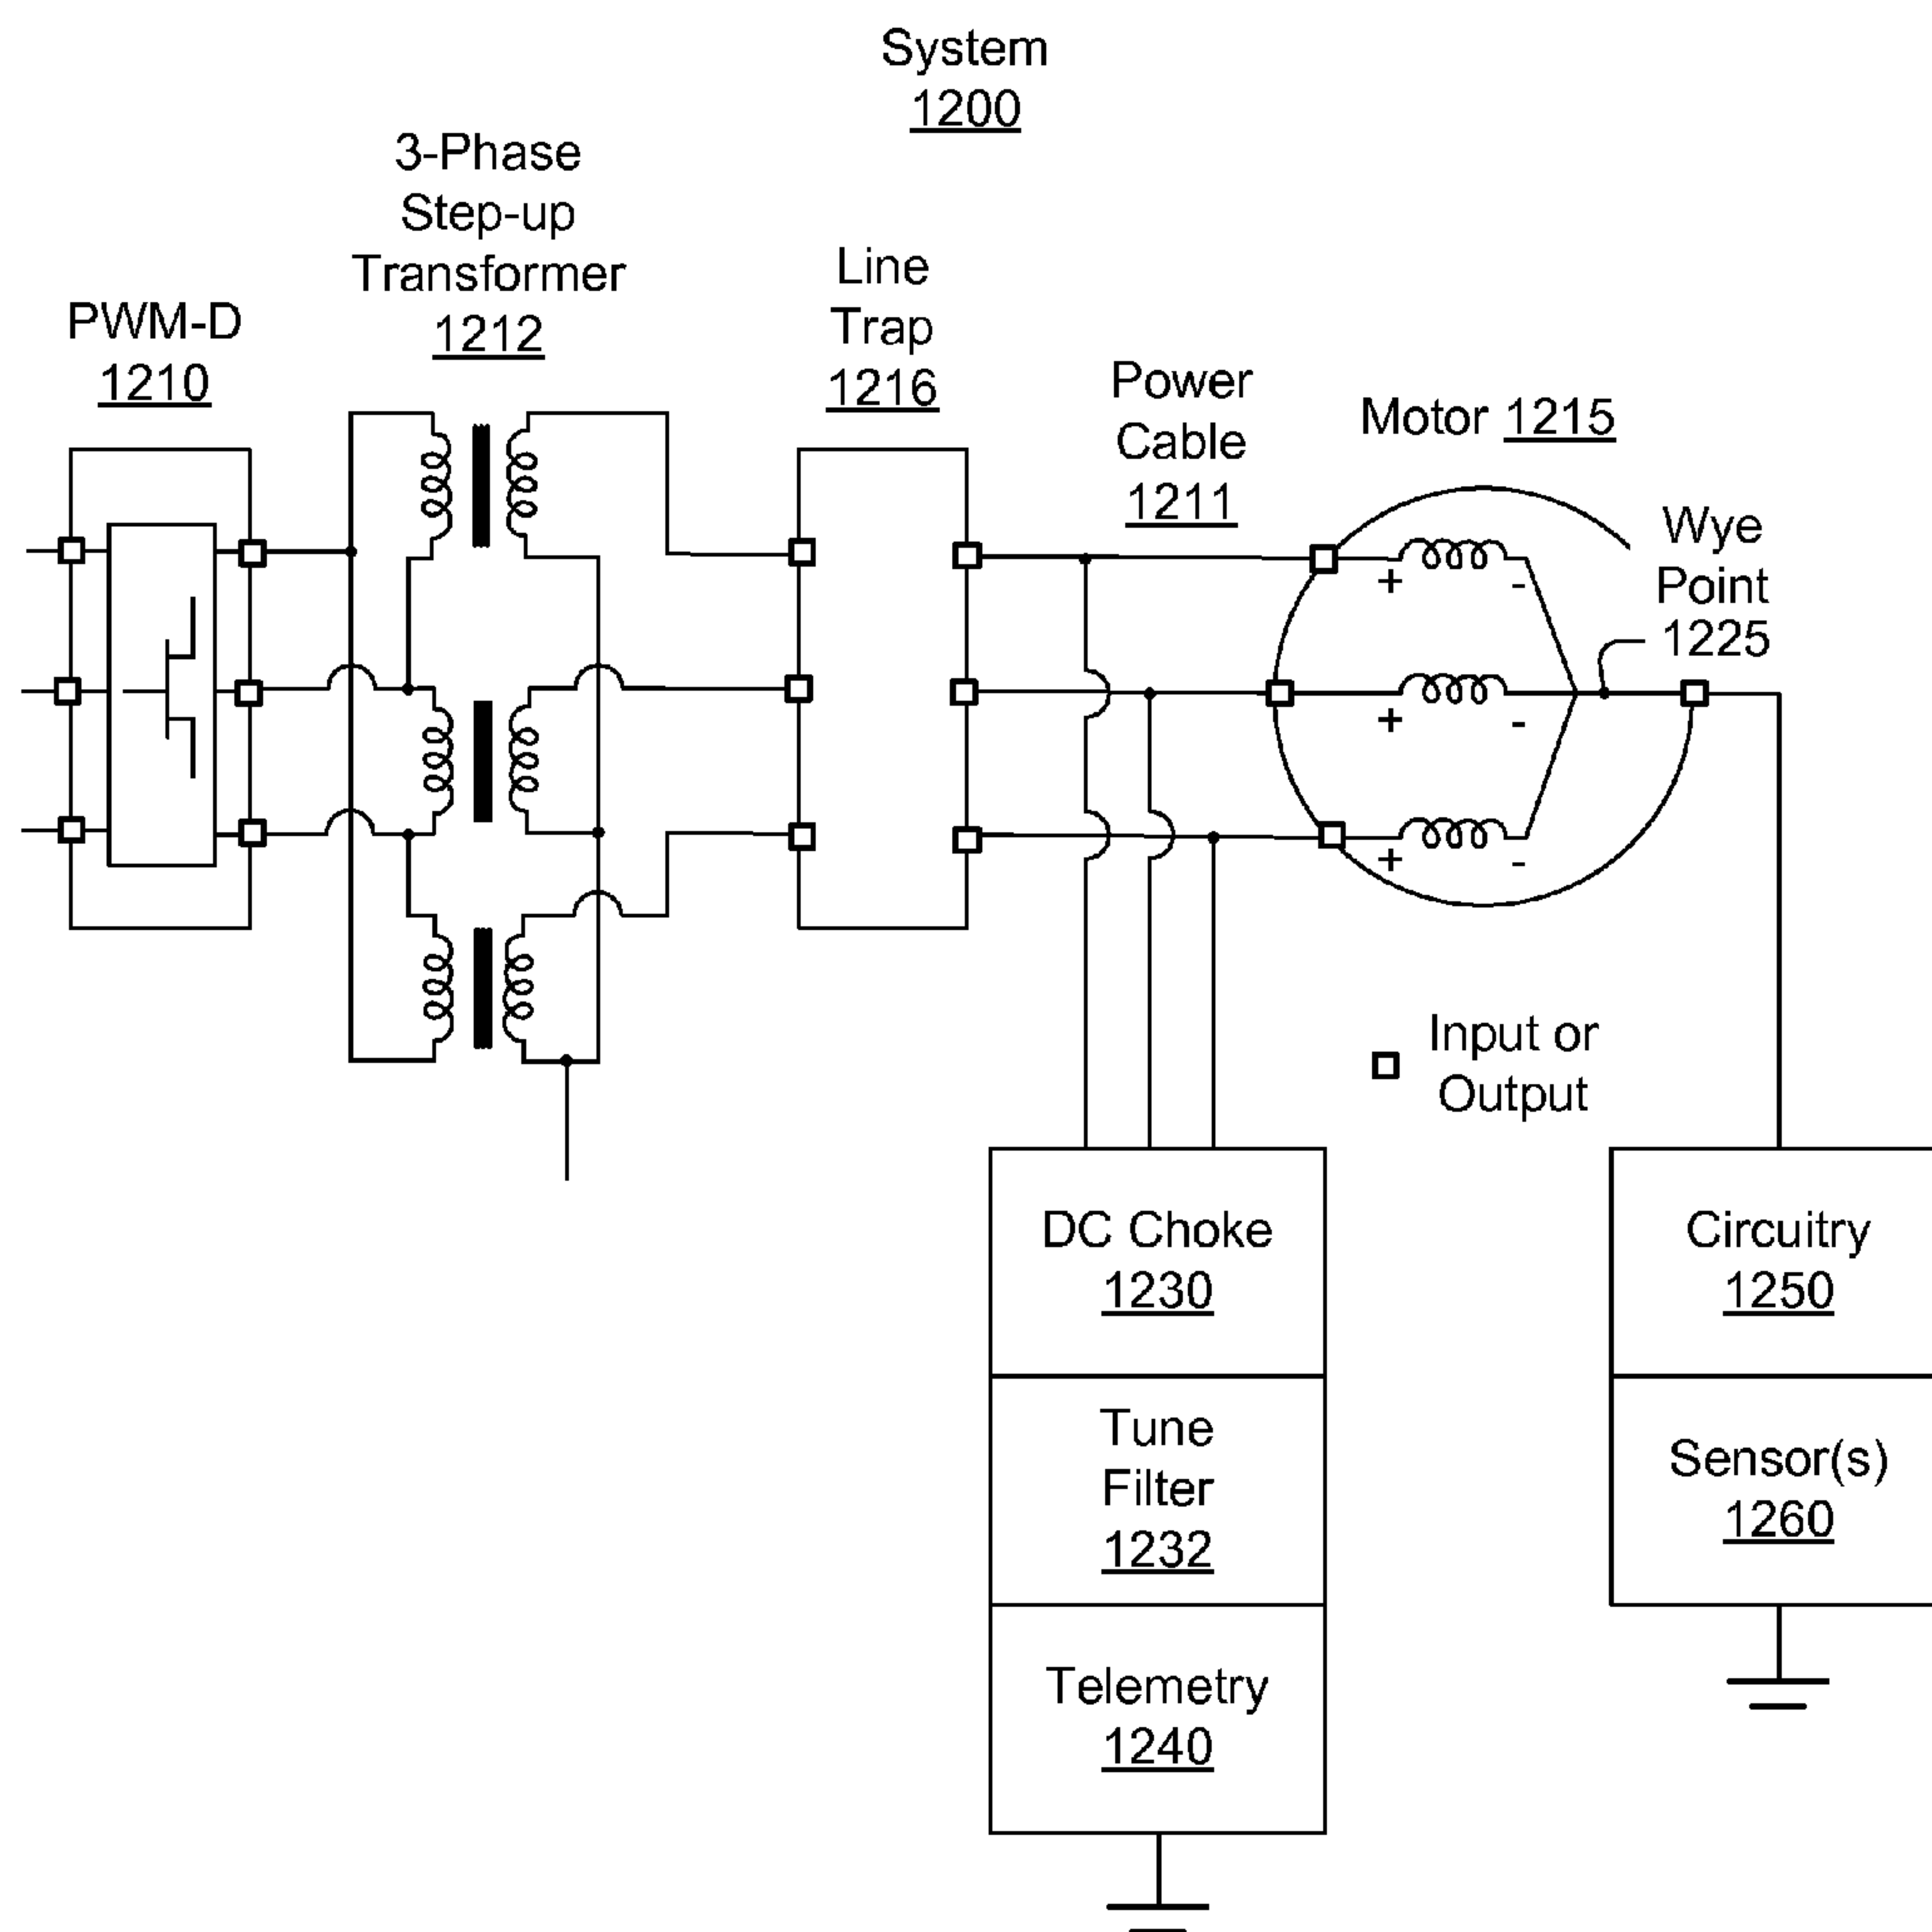 System
1200
3-Phase
Step-up
Transformer
1212
PWM-D
1210
Line
Trap
1216
Power
Cable
1211
Motor 1215
Wye
Point
1225
+
-
+
-
+
-
Input or
Output
DC Choke
1230
Tune
Filter
1232
Telemetry
1240
Circuitry
1250
Sensor(s)
1260